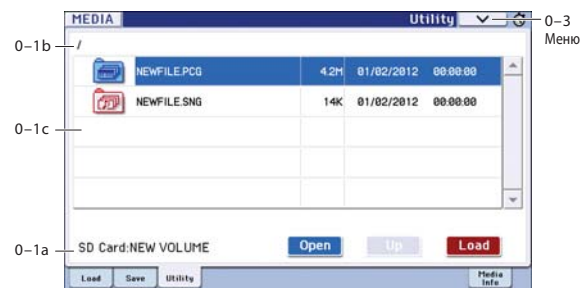 MEDIA Utility
0-3
Меню
0-1b
/
NEWFILE.PCG 4.2M 01/02/2012 00:00:00
NEWFILE.SNG 14K 01/02/2012 00:00:00
0-1c
0-1a
SD Card:NEW VOLUME Open Up Load
Load Save Utility Media Info